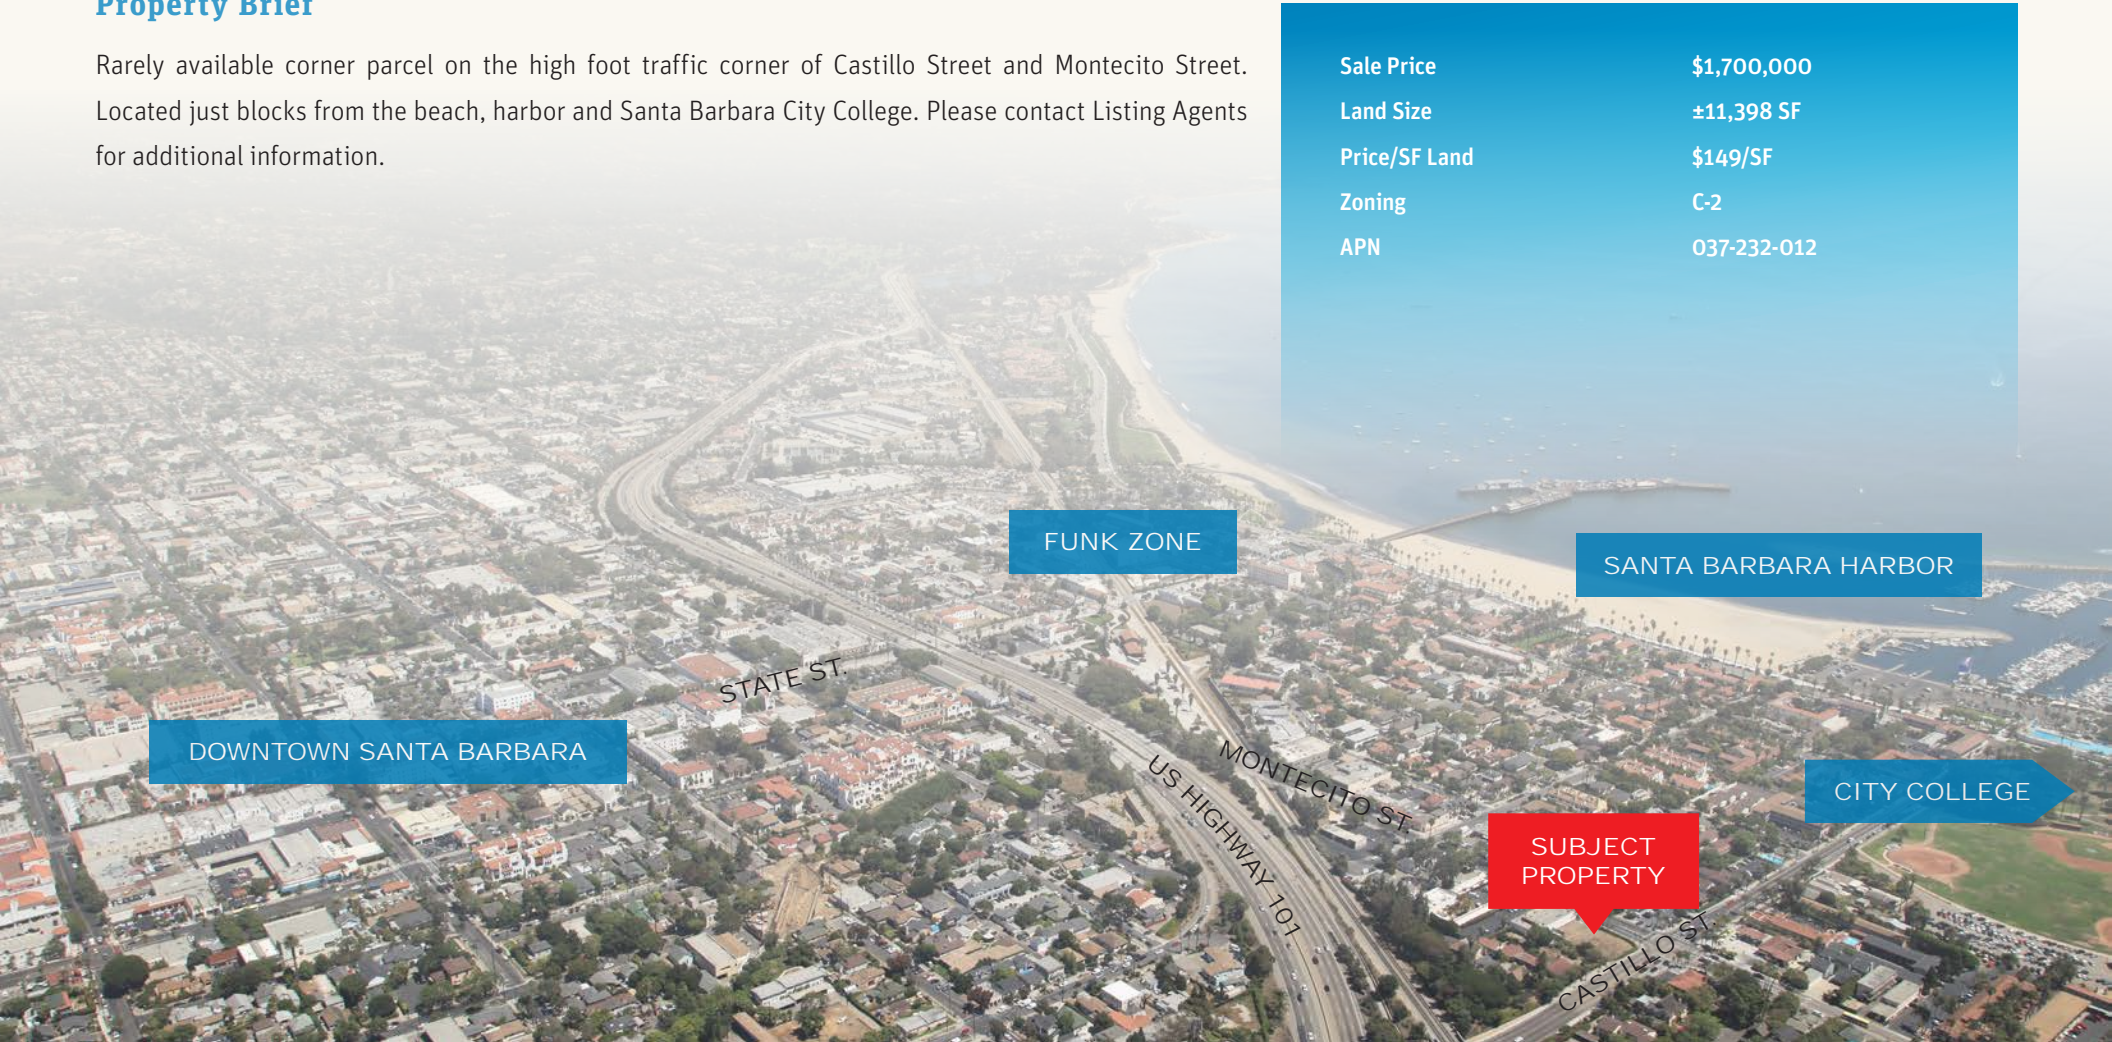 Property Brief
Rarely available corner parcel on the high foot traffic corner of Castillo Street and Montecito Street.
Located just blocks from the beach, harbor and Santa Barbara City College. Please contact Listing Agents
for additional information.
Sale Price $1,700,000
Land Size ±11,398 SF
Price/SF Land $149/SF
Zoning C-2
APN 037-232-012
FUNK ZONE
SANTA BARBARA HARBOR
STATE ST.
DOWNTOWN SANTA BARBARA
MONTECITO ST.
US HIGHWAY 101
CITY COLLEGE
SUBJECT
PROPERTY
CASTILLO ST.